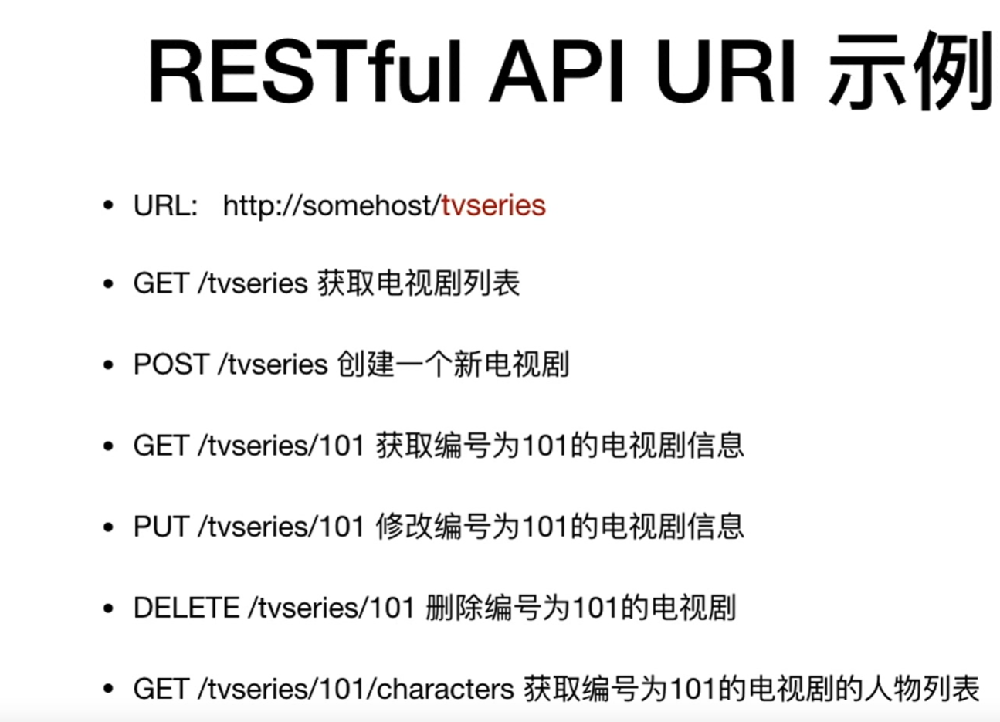 RESTful API URI 示例
• URL: http://somehost/tvseries
• GET /tvseries 获取电视剧列表
• POST /tvseries 创建一个新电视剧
• GET /tvseries/101 获取编号为101的电视剧信息
• PUT /tvseries/101 修改编号为101的电视剧信息
• DELETE /tvseries/101 删除编号为101的电视剧
• GET /tvseries/101/characters 获取编号为101的电视剧的人物列表